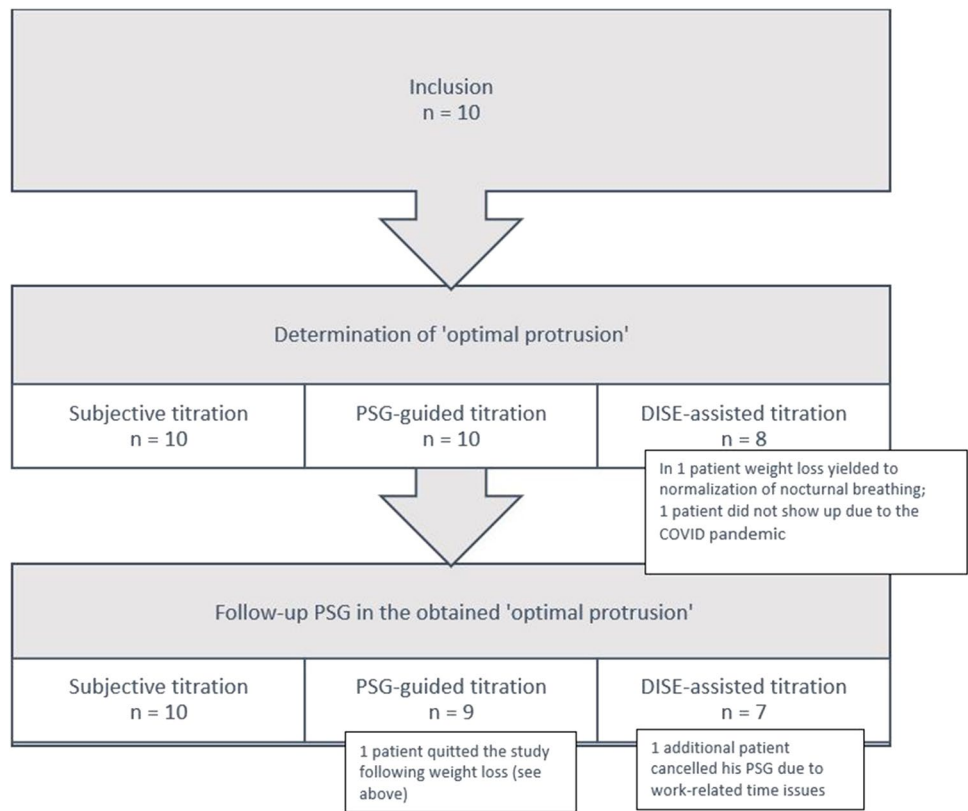 Inclusion
n = 10
Determination of 'optimal protrusion'
Subjective titration
n = 10
PSG-guided titration
n = 10
DISE-assisted titration
n = 8
In 1 patient weight loss yielded to
normalization of nocturnal breathing;
1 patient did not show up due to the
COVID pandemic
Follow-up PSG in the obtained 'optimal protrusion'
Subjective titration
n = 10
PSG-guided titration
n = 9
DISE-assisted titration
n = 7
1 patient quitted the study
following weight loss (see
above)
1 additional patient
cancelled his PSG due to
work-related time issues